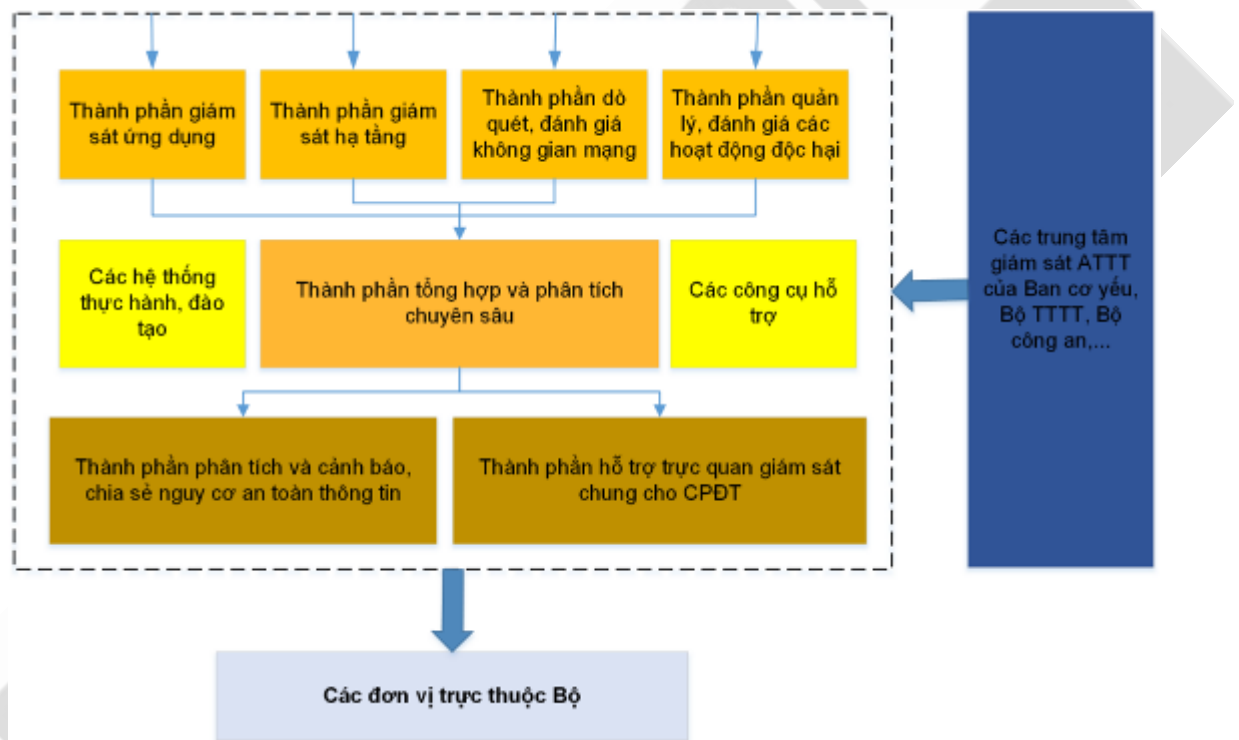 Thành phần giám
sát ứng dụng
Thành phần giám
sát hạ tầng
Thành phần dò
quét, đánh giá
không gian mạng
Thành phần quản
lý, đánh giá các
hoạt động độc hại
Các hệ thống
thực hành, đào
tạo
Thành phần tổng hợp và phân tích
chuyên sâu
Các công cụ hỗ
trợ
Các trung tâm
giám sát ATTT
của Ban cơ yếu,
Bộ TTTT, Bộ
công an,...
Thành phần phân tích và cảnh báo,
chia sẻ nguy cơ an toàn thông tin
Thành phần hỗ trợ trực quan giám sát
chung cho CPĐT
Các đơn vị trực thuộc Bộ